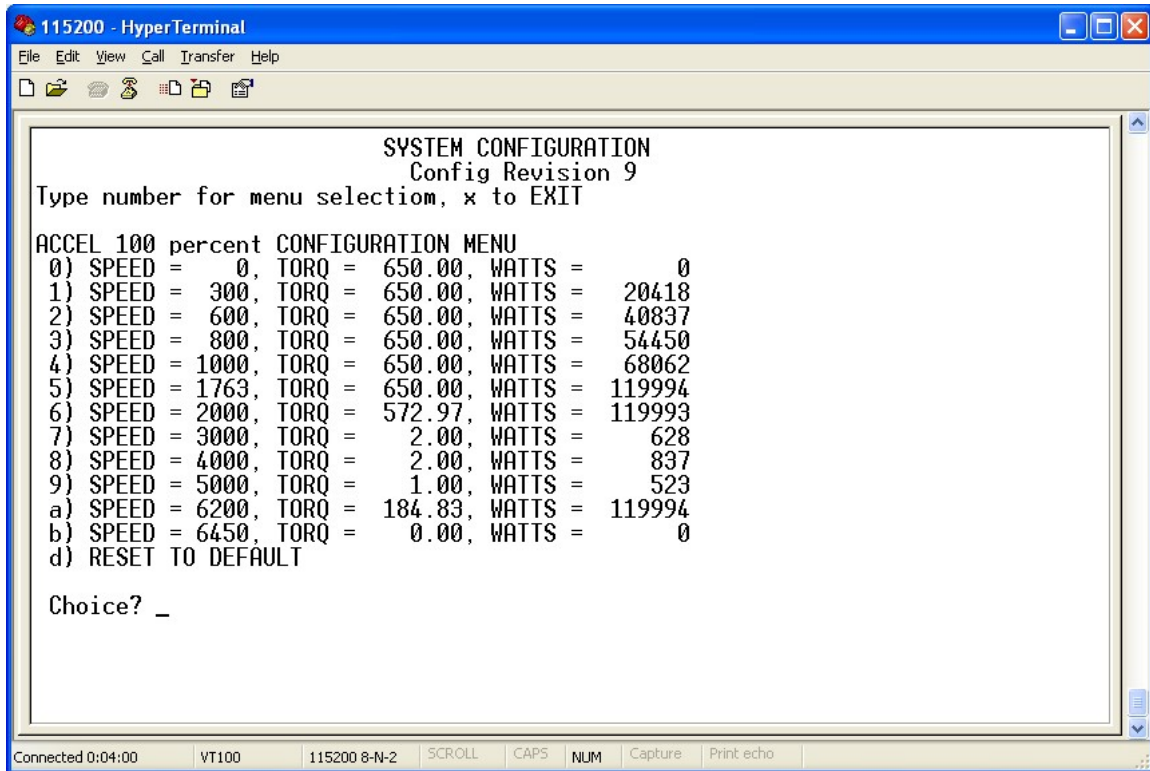 115200 - HyperTerminal
File Edit View Call Transfer Help
SYSTEM CONFIGURATION
Config Revision 9
Type number for menu selectiom, x to EXIT
ACCEL 100 percent CONFIGURATION MENU
0) SPEED = 0, TORQ = 650.00, WATTS = 0
1) SPEED = 300, TORQ = 650.00, WATTS = 20418
2) SPEED = 600, TORQ = 650.00, WATTS = 40837
3) SPEED = 800, TORQ = 650.00, WATTS = 54450
4) SPEED = 1000, TORQ = 650.00, WATTS = 68062
5) SPEED = 1763, TORQ = 650.00, WATTS = 119994
6) SPEED = 2000, TORQ = 572.97, WATTS = 119993
7) SPEED = 3000, TORQ = 2.00, WATTS = 628
8) SPEED = 4000, TORQ = 2.00, WATTS = 837
9) SPEED = 5000, TORQ = 1.00, WATTS = 523
a) SPEED = 6200, TORQ = 184.83, WATTS = 119994
b) SPEED = 6450, TORQ = 0.00, WATTS = 0
d) RESET TO DEFAULT
Choice? _
Connected 0:04:00 VT100 115200 8-N-2 SCROLL CAPS NUM Capture Print echo